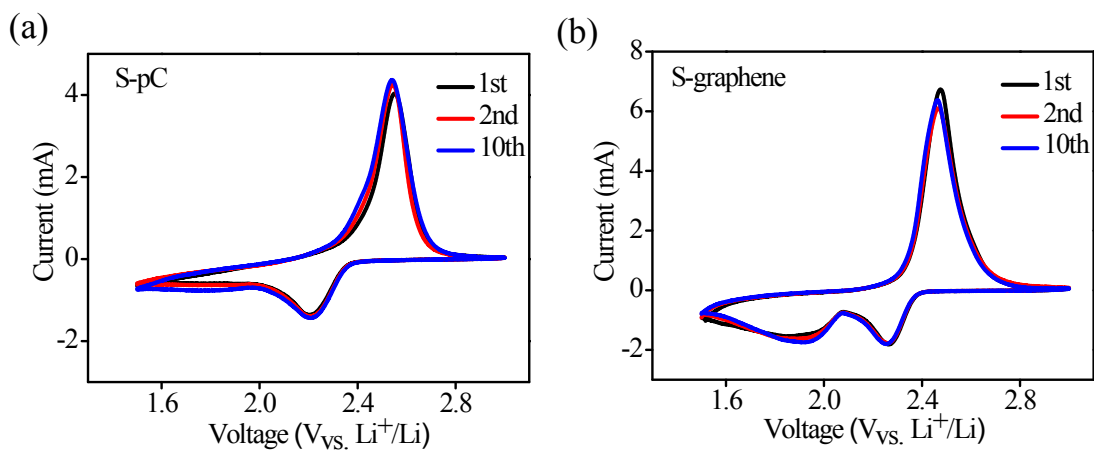 (a)
S-pC
1st
2nd
10th
4
2
0
-2
Current (mA)
1.6 2.0 2.4 2.8
Voltage (VVS. Li+/Li)
(b)
S-graphene
1st
2nd
10th
8
6
4
2
0
-2
Current (mA)
1.6 2.0 2.4 2.8
Voltage (VVS. Li+/Li)